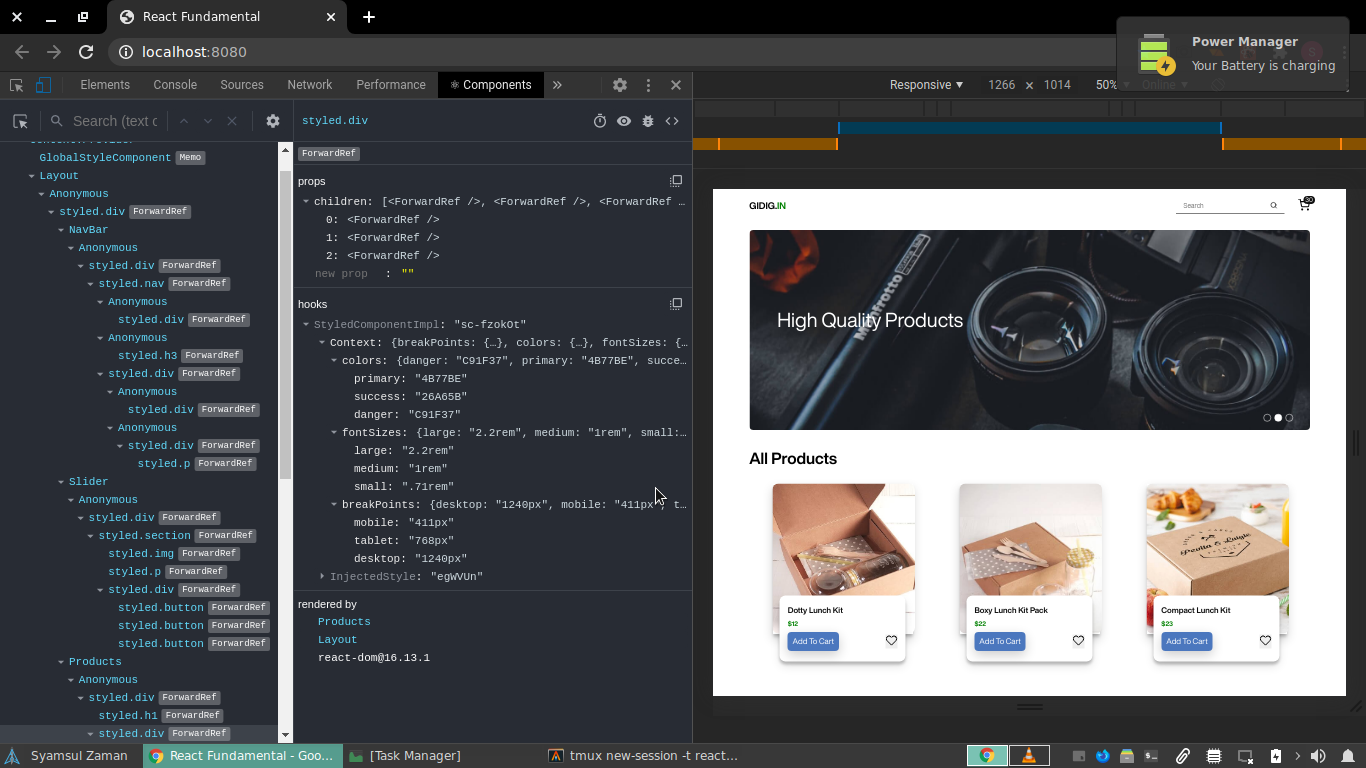 React Fundamental
localhost:8080
Power Manager
Your Battery is charging
Elements
Console
Sources
Network
Performance
⚛ Components
»
Responsive ▼
1266 × 1014
50%
Online
Search (text o
GlobalStyleComponent Memo
Layout
Anonymous
styled.div ForwardRef
NavBar
Anonymous
styled.div ForwardRef
styled.nav ForwardRef
Anonymous
styled.div ForwardRef
Anonymous
styled.h3 ForwardRef
styled.div ForwardRef
Anonymous
styled.div ForwardRef
Anonymous
styled.div ForwardRef
styled.p ForwardRef
Slider
Anonymous
styled.div ForwardRef
styled.section ForwardRef
styled.img ForwardRef
styled.p ForwardRef
styled.div ForwardRef
styled.button ForwardRef
styled.button ForwardRef
styled.button ForwardRef
Products
Anonymous
styled.div ForwardRef
styled.h1 ForwardRef
styled.div ForwardRef
styled.div
ForwardRef
props
children: [<ForwardRef />, <ForwardRef />, <ForwardRef …
0: <ForwardRef />
1: <ForwardRef />
2: <ForwardRef />
new prop : ""
hooks
StyledComponentImpl: "sc-fzokOt"
Context: {breakPoints: {…}, colors: {…}, fontSizes: {…
colors: {danger: "C91F37", primary: "4B77BE", succe…
primary: "4B77BE"
success: "26A65B"
danger: "C91F37"
fontSizes: {large: "2.2rem", medium: "1rem", small:…
large: "2.2rem"
medium: "1rem"
small: ".71rem"
breakPoints: {desktop: "1240px", mobile: "411px", t…
mobile: "411px"
tablet: "768px"
desktop: "1240px"
InjectedStyle: "egWVUn"
rendered by
Products
Layout
react-dom@16.13.1
GIDIG.IN
Search
Manfrotto
High Quality Products
All Products
Dotty Lunch Kit
$12
Add To Cart
Boxy Lunch Kit Pack
$22
Add To Cart
Compact Lunch Kit
$23
Add To Cart
Syamsul Zaman
React Fundamental - Goo...
[Task Manager]
tmux new-session -t react...